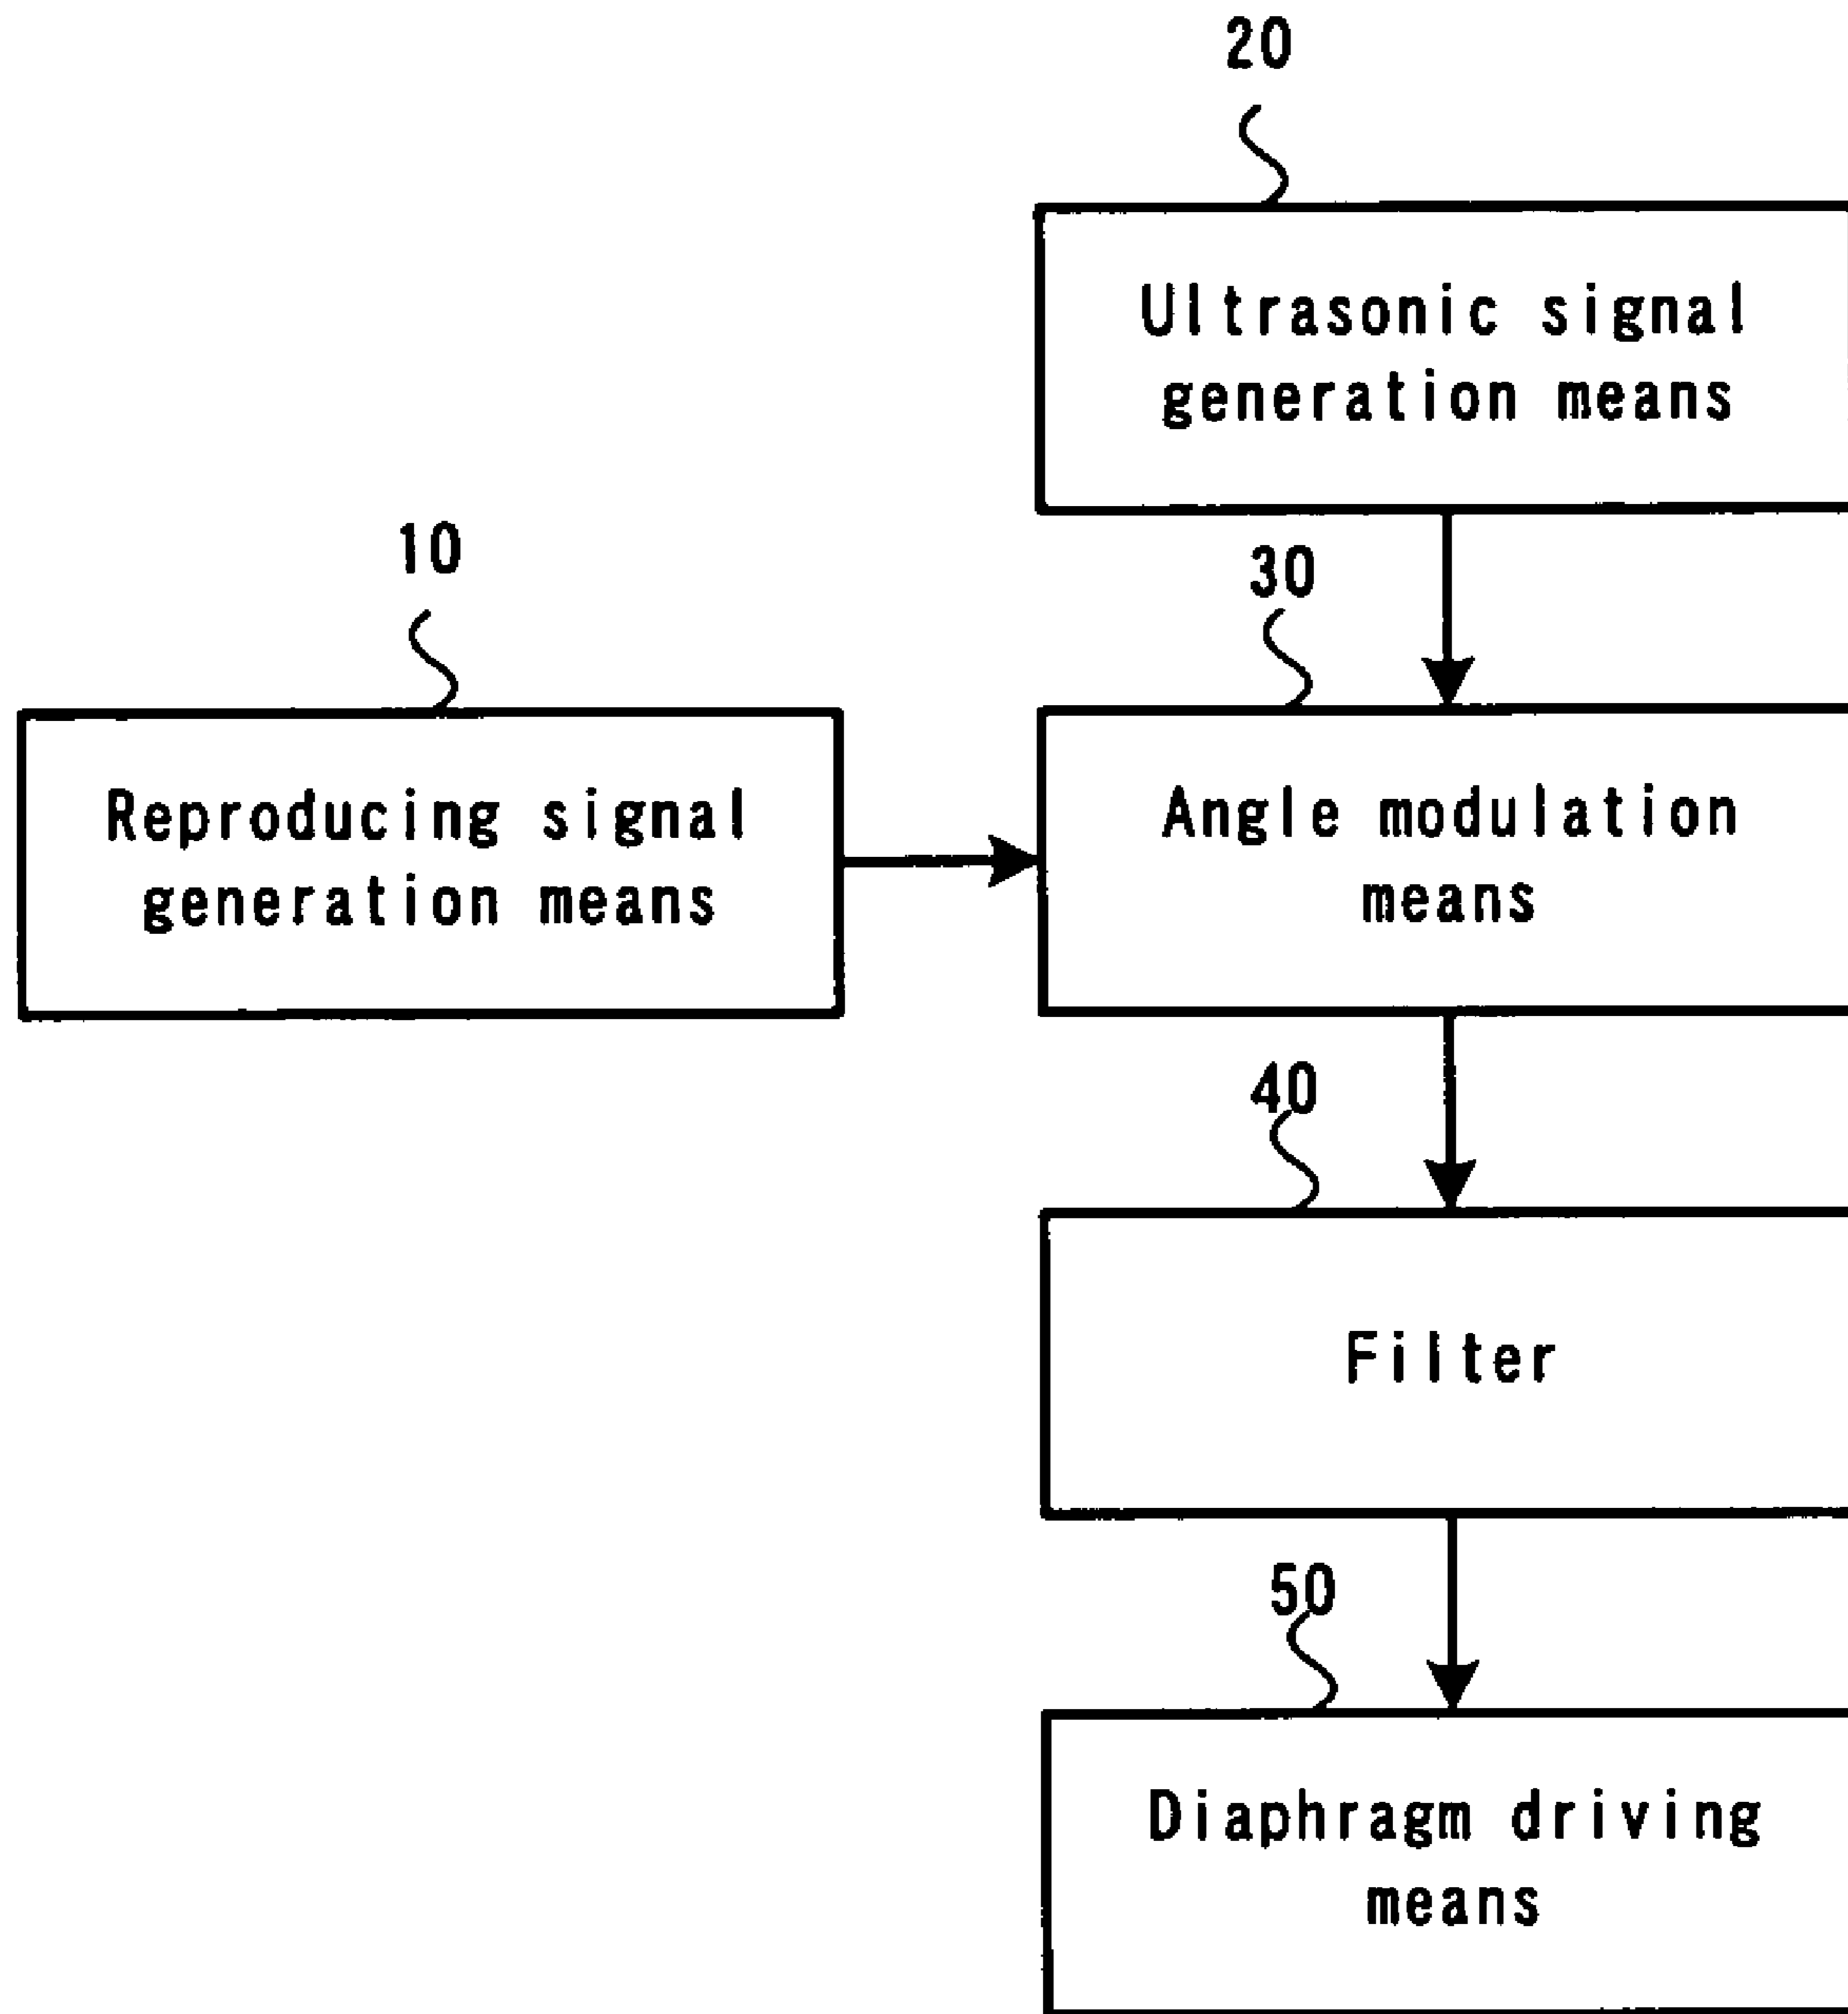 20
Ultrasonic signal
generation means
10
30
Reproducing signal
generation means
Angle modulation
means
40
Filter
50
Diaphragm driving
means